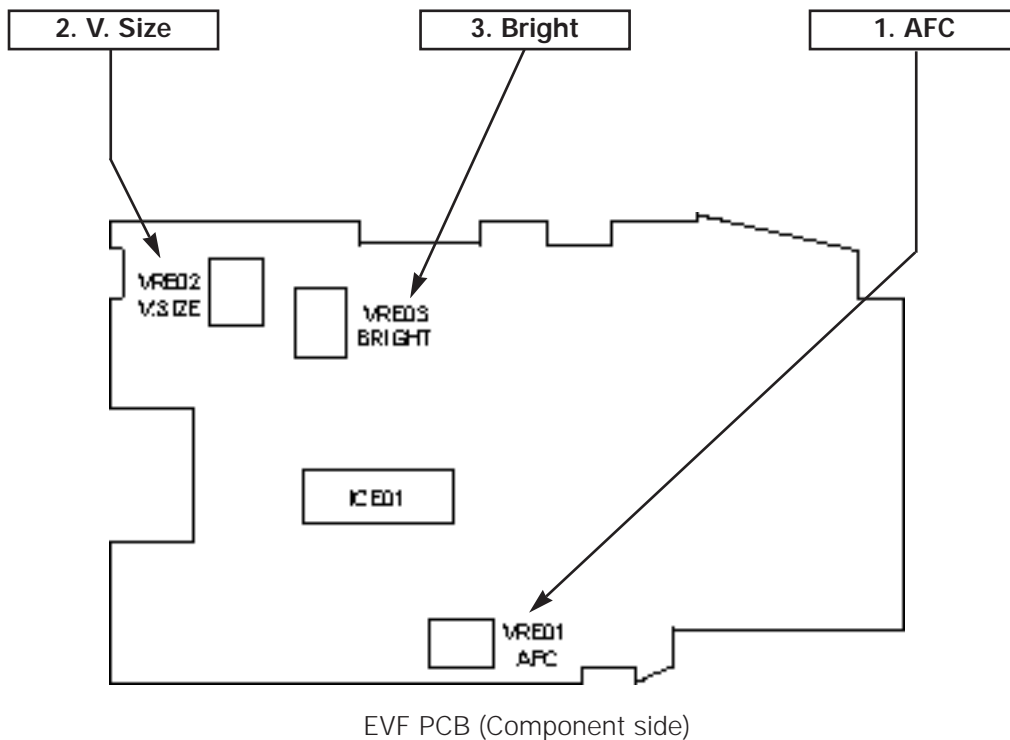 2. V. Size
3. Bright
1. AFC
VRE02
V.SIZE
VRE03
BRIGHT
ICE01
VRE01
AFC
EVF PCB (Component side)